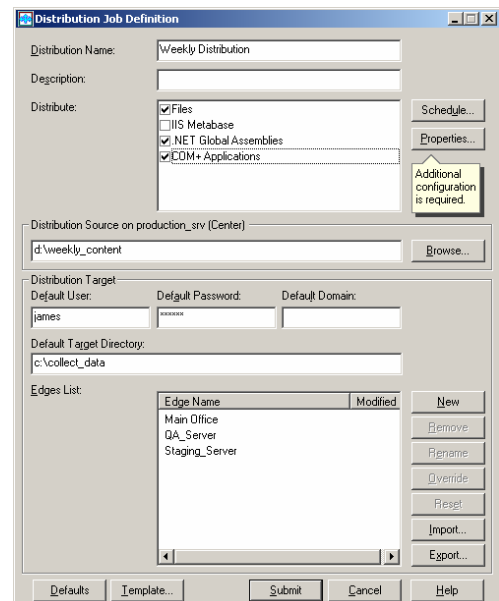 Distribution Job Definition
Distribution Name: Weekly Distribution
Description:
Distribute: Files
IIS Metabase
.NET Global Assemblies
COM+ Applications
Schedule...
Properties...
Additional
configuration
is required.
Distribution Source on production_srv (Center)
d:\weekly_content Browse...
Distribution Target
Default User: Default Password: Default Domain:
james xxxxxx
Default Target Directory:
c:\collect_data
Edges List:
Edge Name Modified
Main Office
QA_Server
Staging_Server
New
Remove
Rename
Override
Reset
Import...
Export...
Defaults Template... Submit Cancel Help